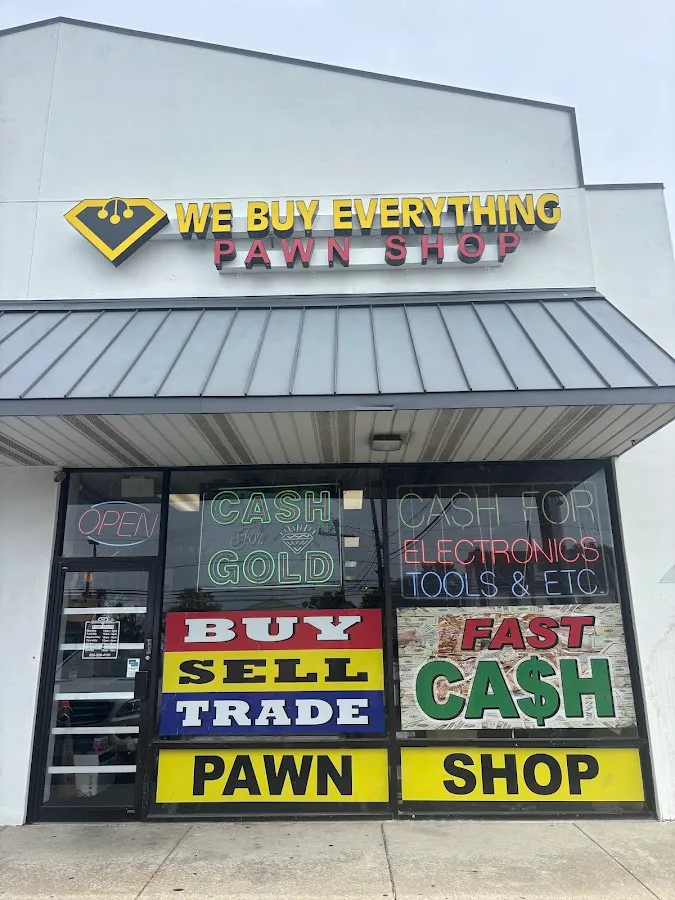 WE BUY EVERYTHING
PAWN SHOP
OPEN
CASH
For
GOLD
CASH FOR
ELECTRONICS
TOOLS & ETC.
BUY
SELL
TRADE
FAST
CA$H
PAWN
SHOP